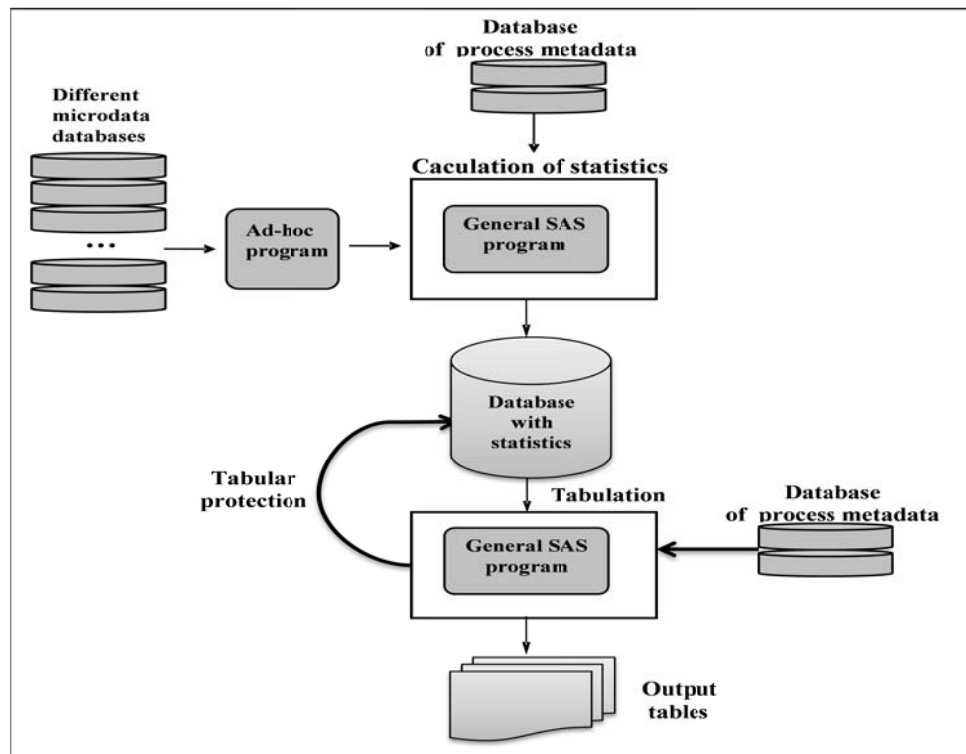 Database
of process metadata
Different
microdata
databases
...
Ad-hoc
program
Caculation of statistics
General SAS
program
Database
with
statistics
Tabular
protection
Tabulation
Database
of process metadata
General SAS
program
Output
tables